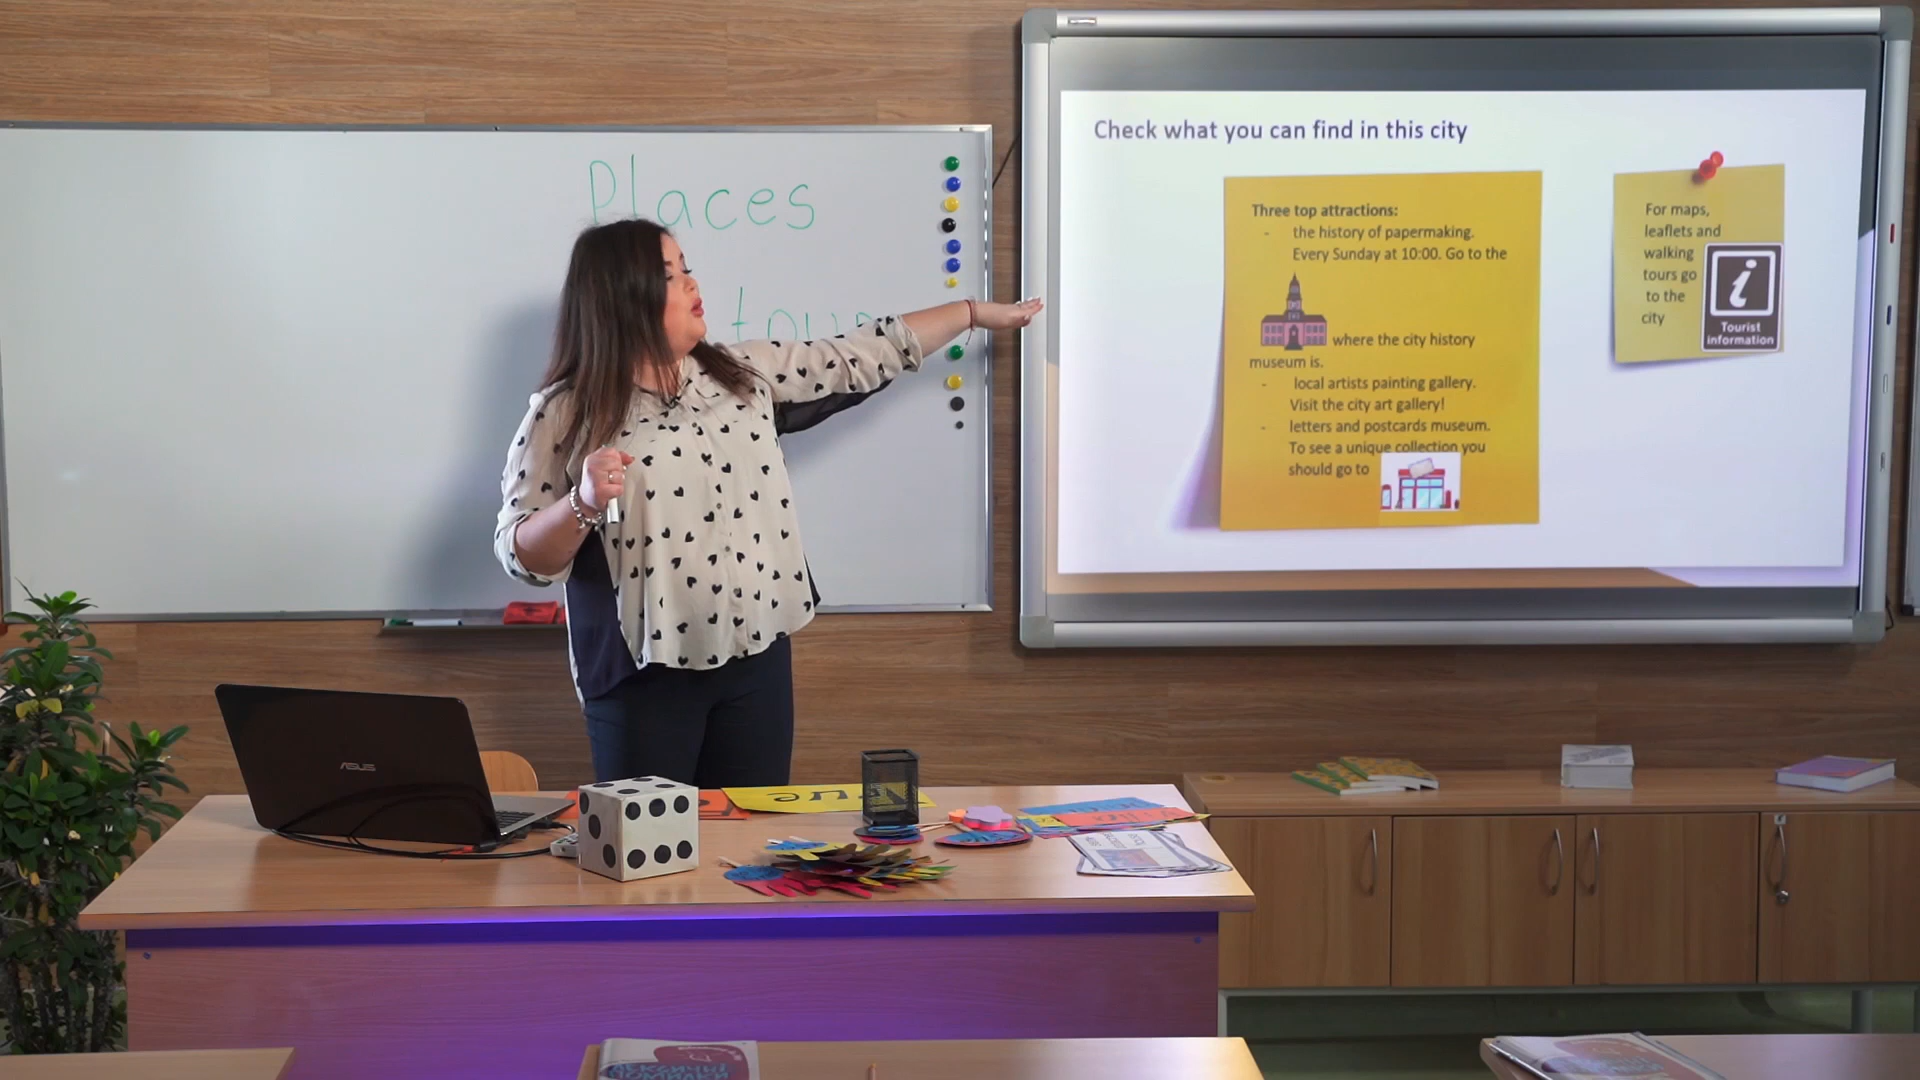 Places
town
Check what you can find in this city
Three top attractions:
- the history of papermaking.
Every Sunday at 10:00. Go to the
where the city history
museum is.
- local artists painting gallery.
Visit the city art gallery!
- letters and postcards museum.
To see a unique collection you
should go to
For maps,
leaflets and
walking
tours go
to the
city
i
Tourist
information
ASUS
ЛЕКСИЧНІ
ПОМИЛКИ